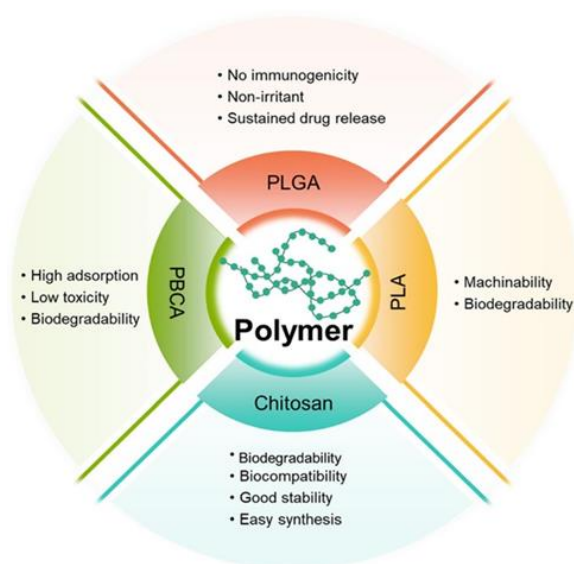 • No immunogenicity
• Non-irritant
• Sustained drug release
PLGA
• High adsorption
• Low toxicity
• Biodegradability
PBCA
Polymer
PLA
• Machinability
• Biodegradability
Chitosan
• Biodegradability
• Biocompatibility
• Good stability
• Easy synthesis